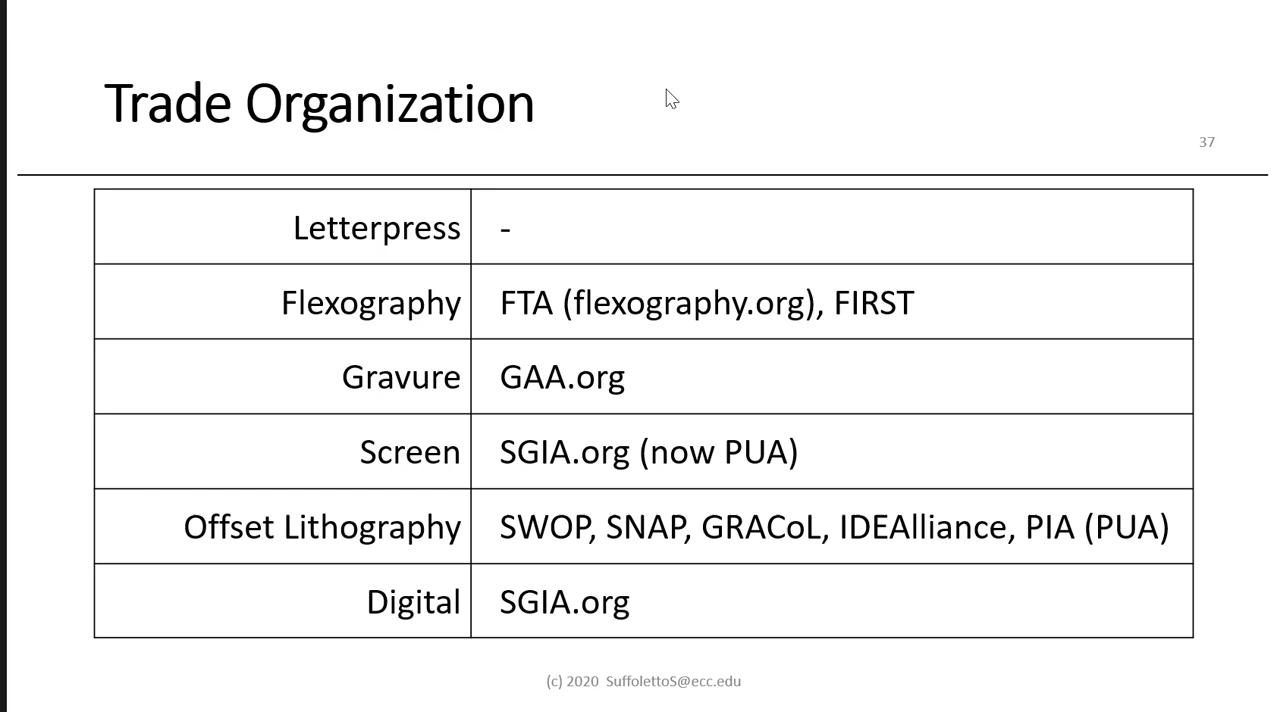 Trade Organization
37
Letterpress -
Flexography FTA (flexography.org), FIRST
Gravure GAA.org
Screen SGIA.org (now PUA)
Offset Lithography SWOP, SNAP, GRACoL, IDEAlliance, PIA (PUA)
Digital SGIA.org
(c) 2020 SuffolettoS@ecc.edu